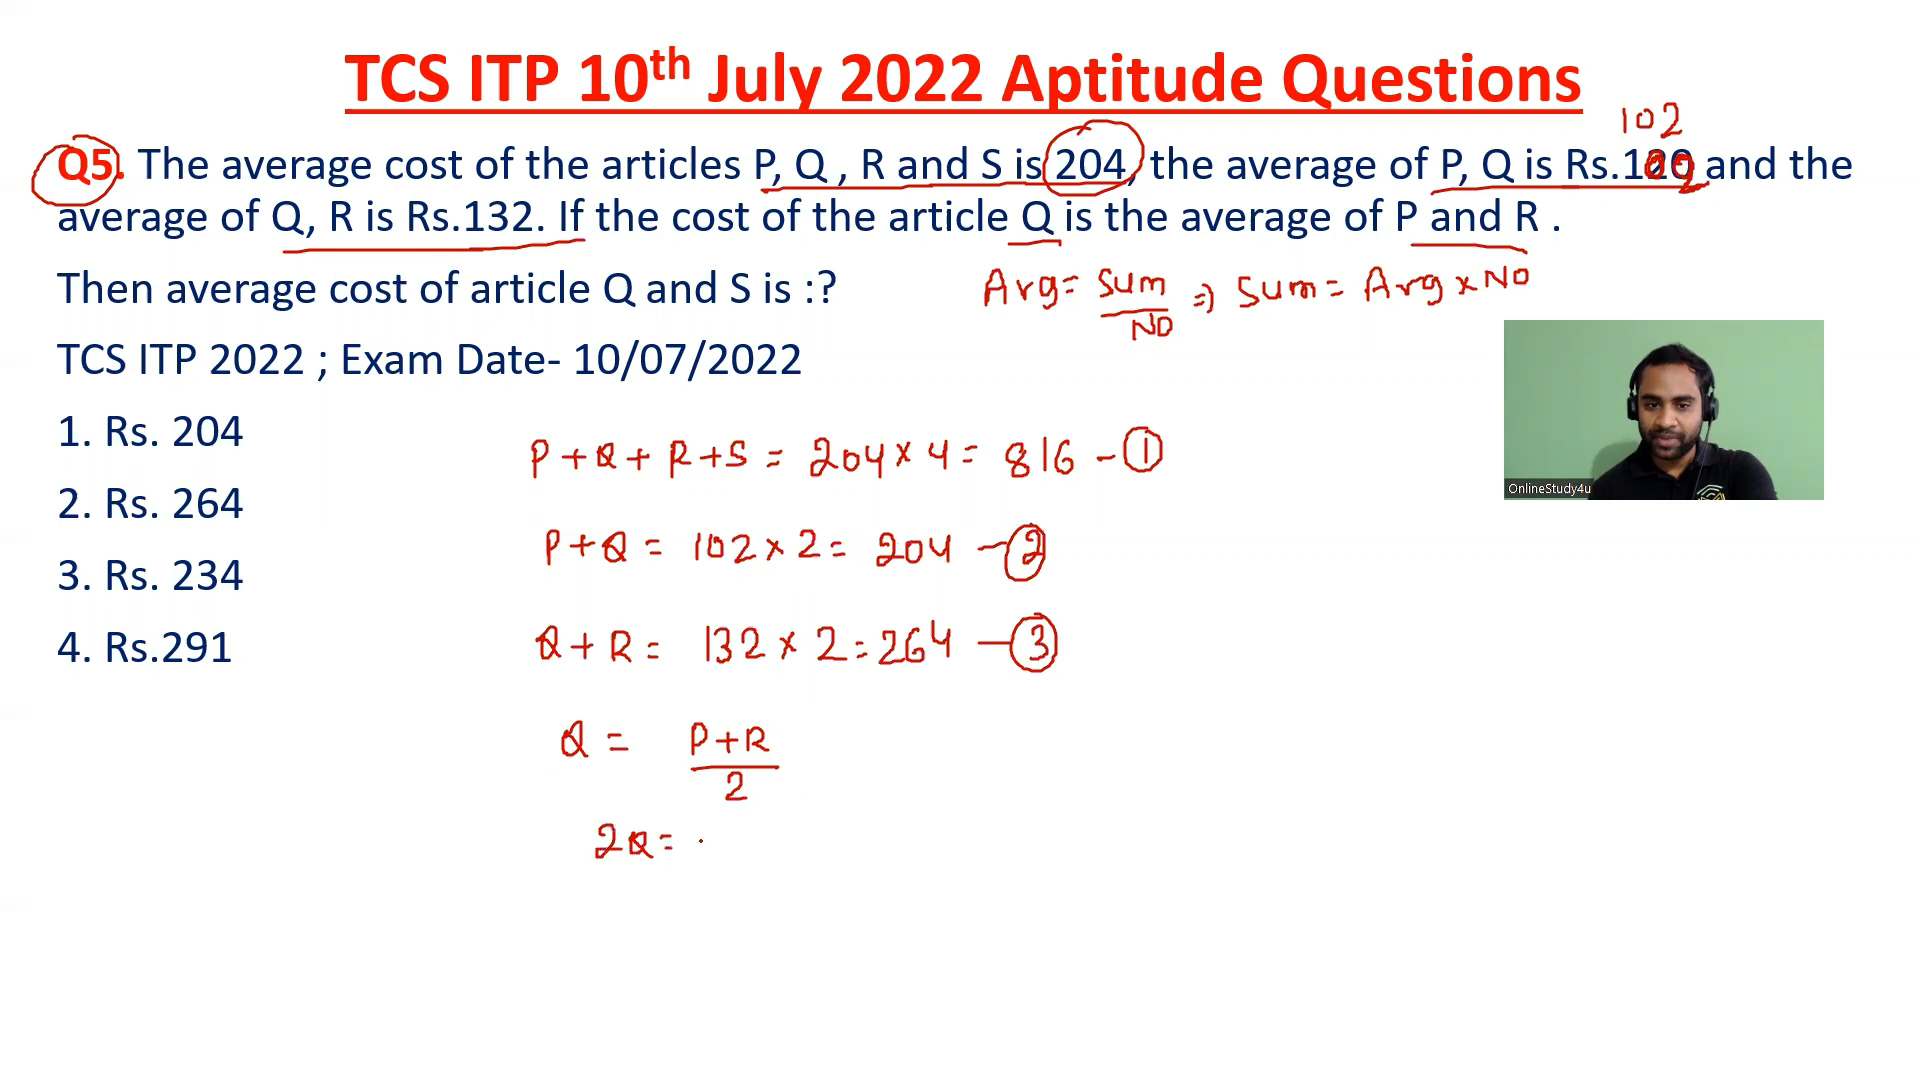 TCS ITP 10th July 2022 Aptitude Questions
102
Q5. The average cost of the articles P, Q , R and S is 204, the average of P, Q is Rs. and the
average of Q, R is Rs.132. If the cost of the article Q is the average of P and R .
Then average cost of article Q and S is :?
Avg = Sum / NO => Sum = Avg x NO
TCS ITP 2022 ; Exam Date- 10/07/2022
1. Rs. 204
2. Rs. 264
3. Rs. 234
4. Rs.291
P + Q + R + S = 204 x 4 = 816 - 1
P + Q = 102 x 2 = 204 - 2
Q + R = 132 x 2 = 264 - 3
Q = P + R
2
2Q =
OnlineStudy4u